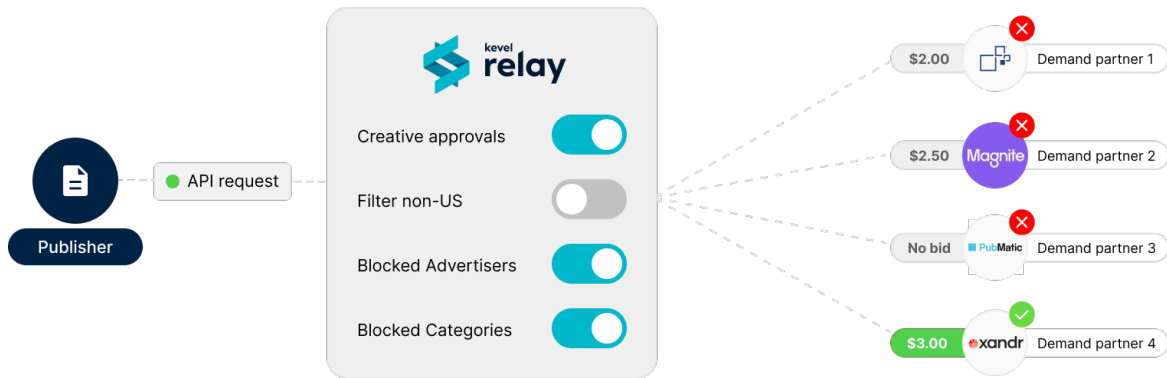 kevel
relay
Creative approvals
Filter non-US
Blocked Advertisers
Blocked Categories
API request
Publisher
$2.00 Demand partner 1
$2.50 Magnite Demand partner 2
No bid PubMatic Demand partner 3
$3.00 xandr Demand partner 4